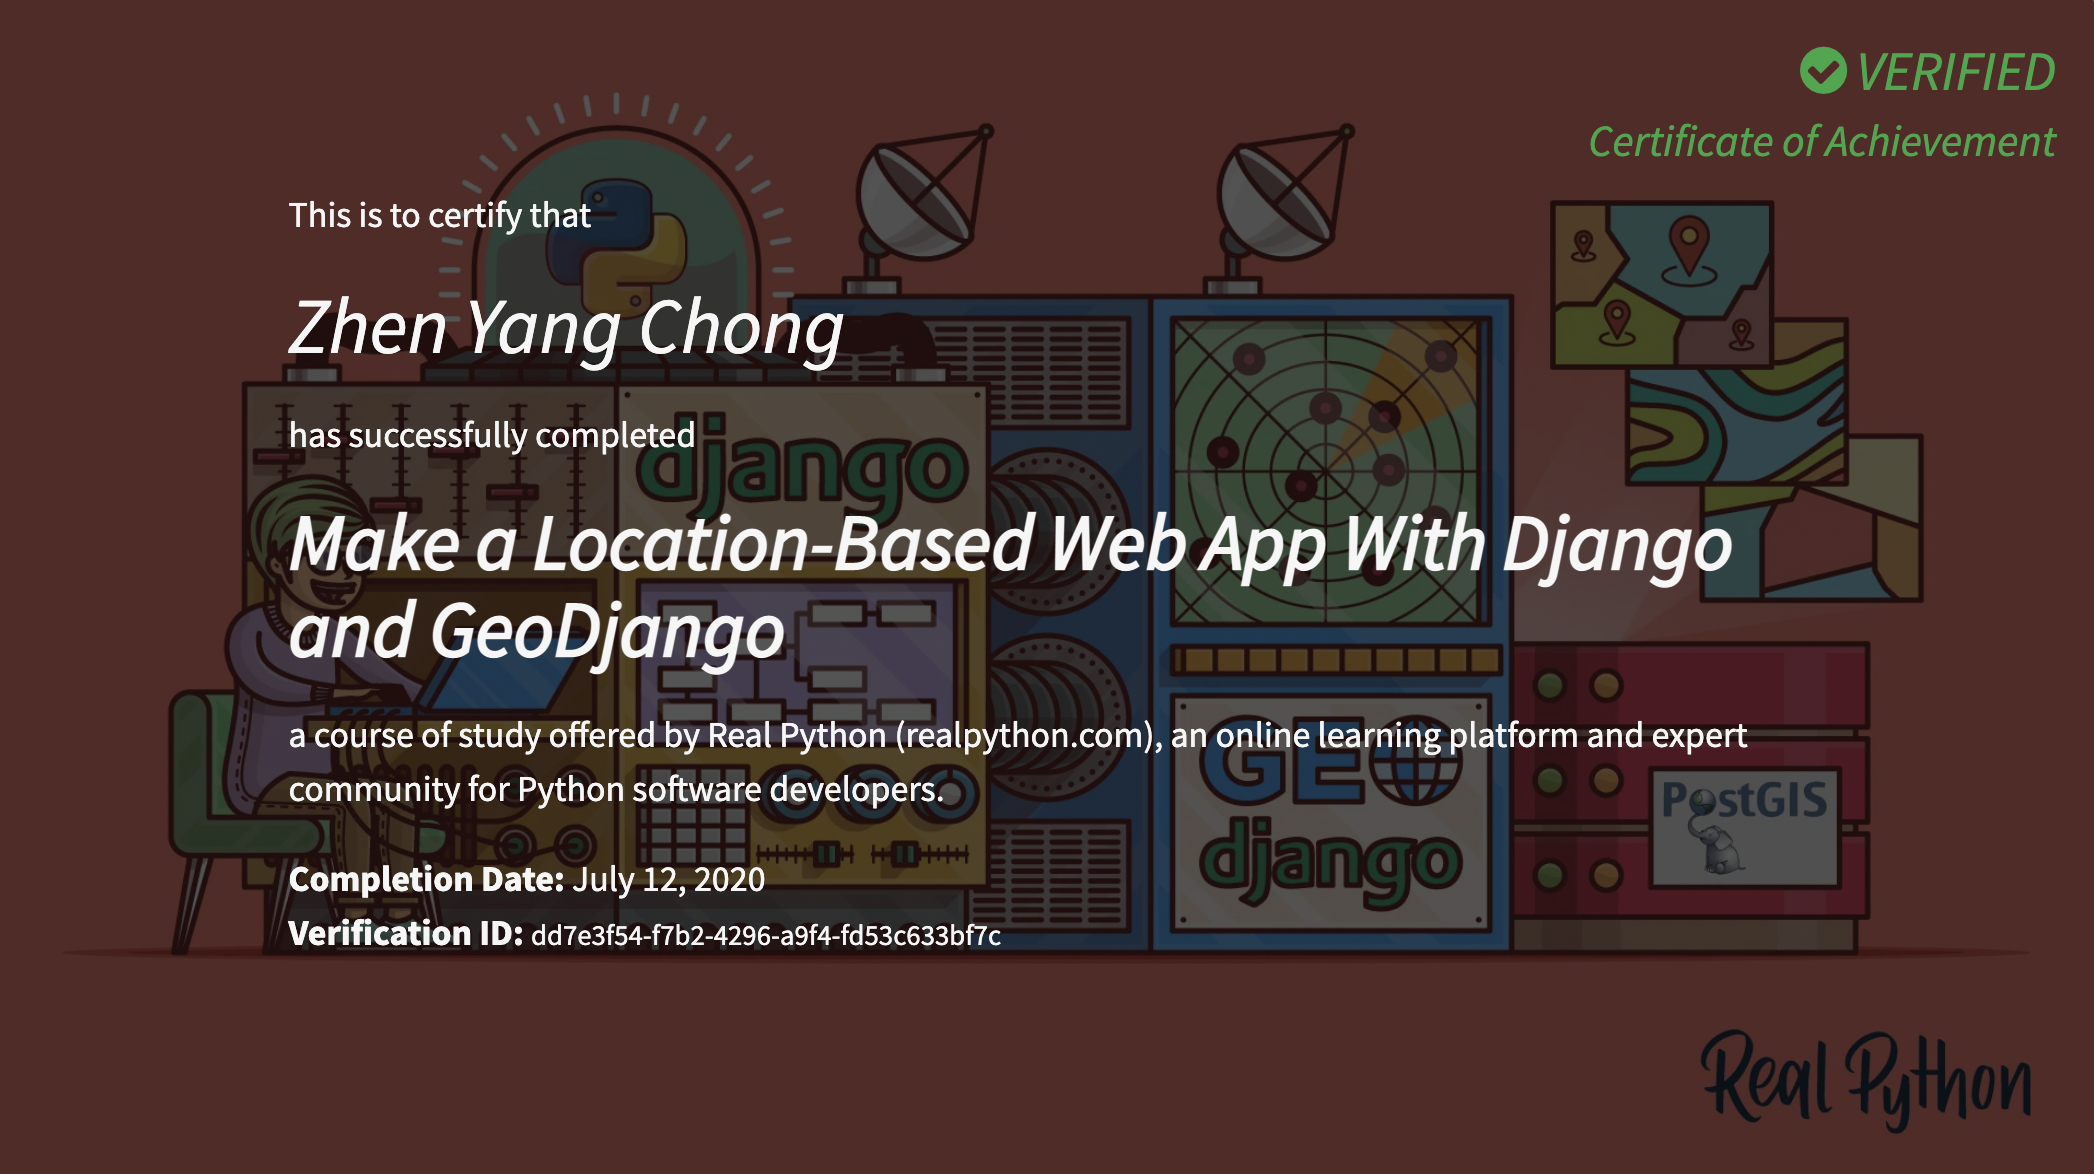 VERIFIED
Certificate of Achievement
This is to certify that
Zhen Yang Chong
has successfully completed
django
Make a Location-Based Web App With Django
and GeoDjango
a course of study offered by Real Python (realpython.com), an online learning platform and expert
community for Python software developers.
GEO
django
PostGIS
Completion Date: July 12, 2020
Verification ID: dd7e3f54-f7b2-4296-a9f4-fd53c633bf7c
Real Python